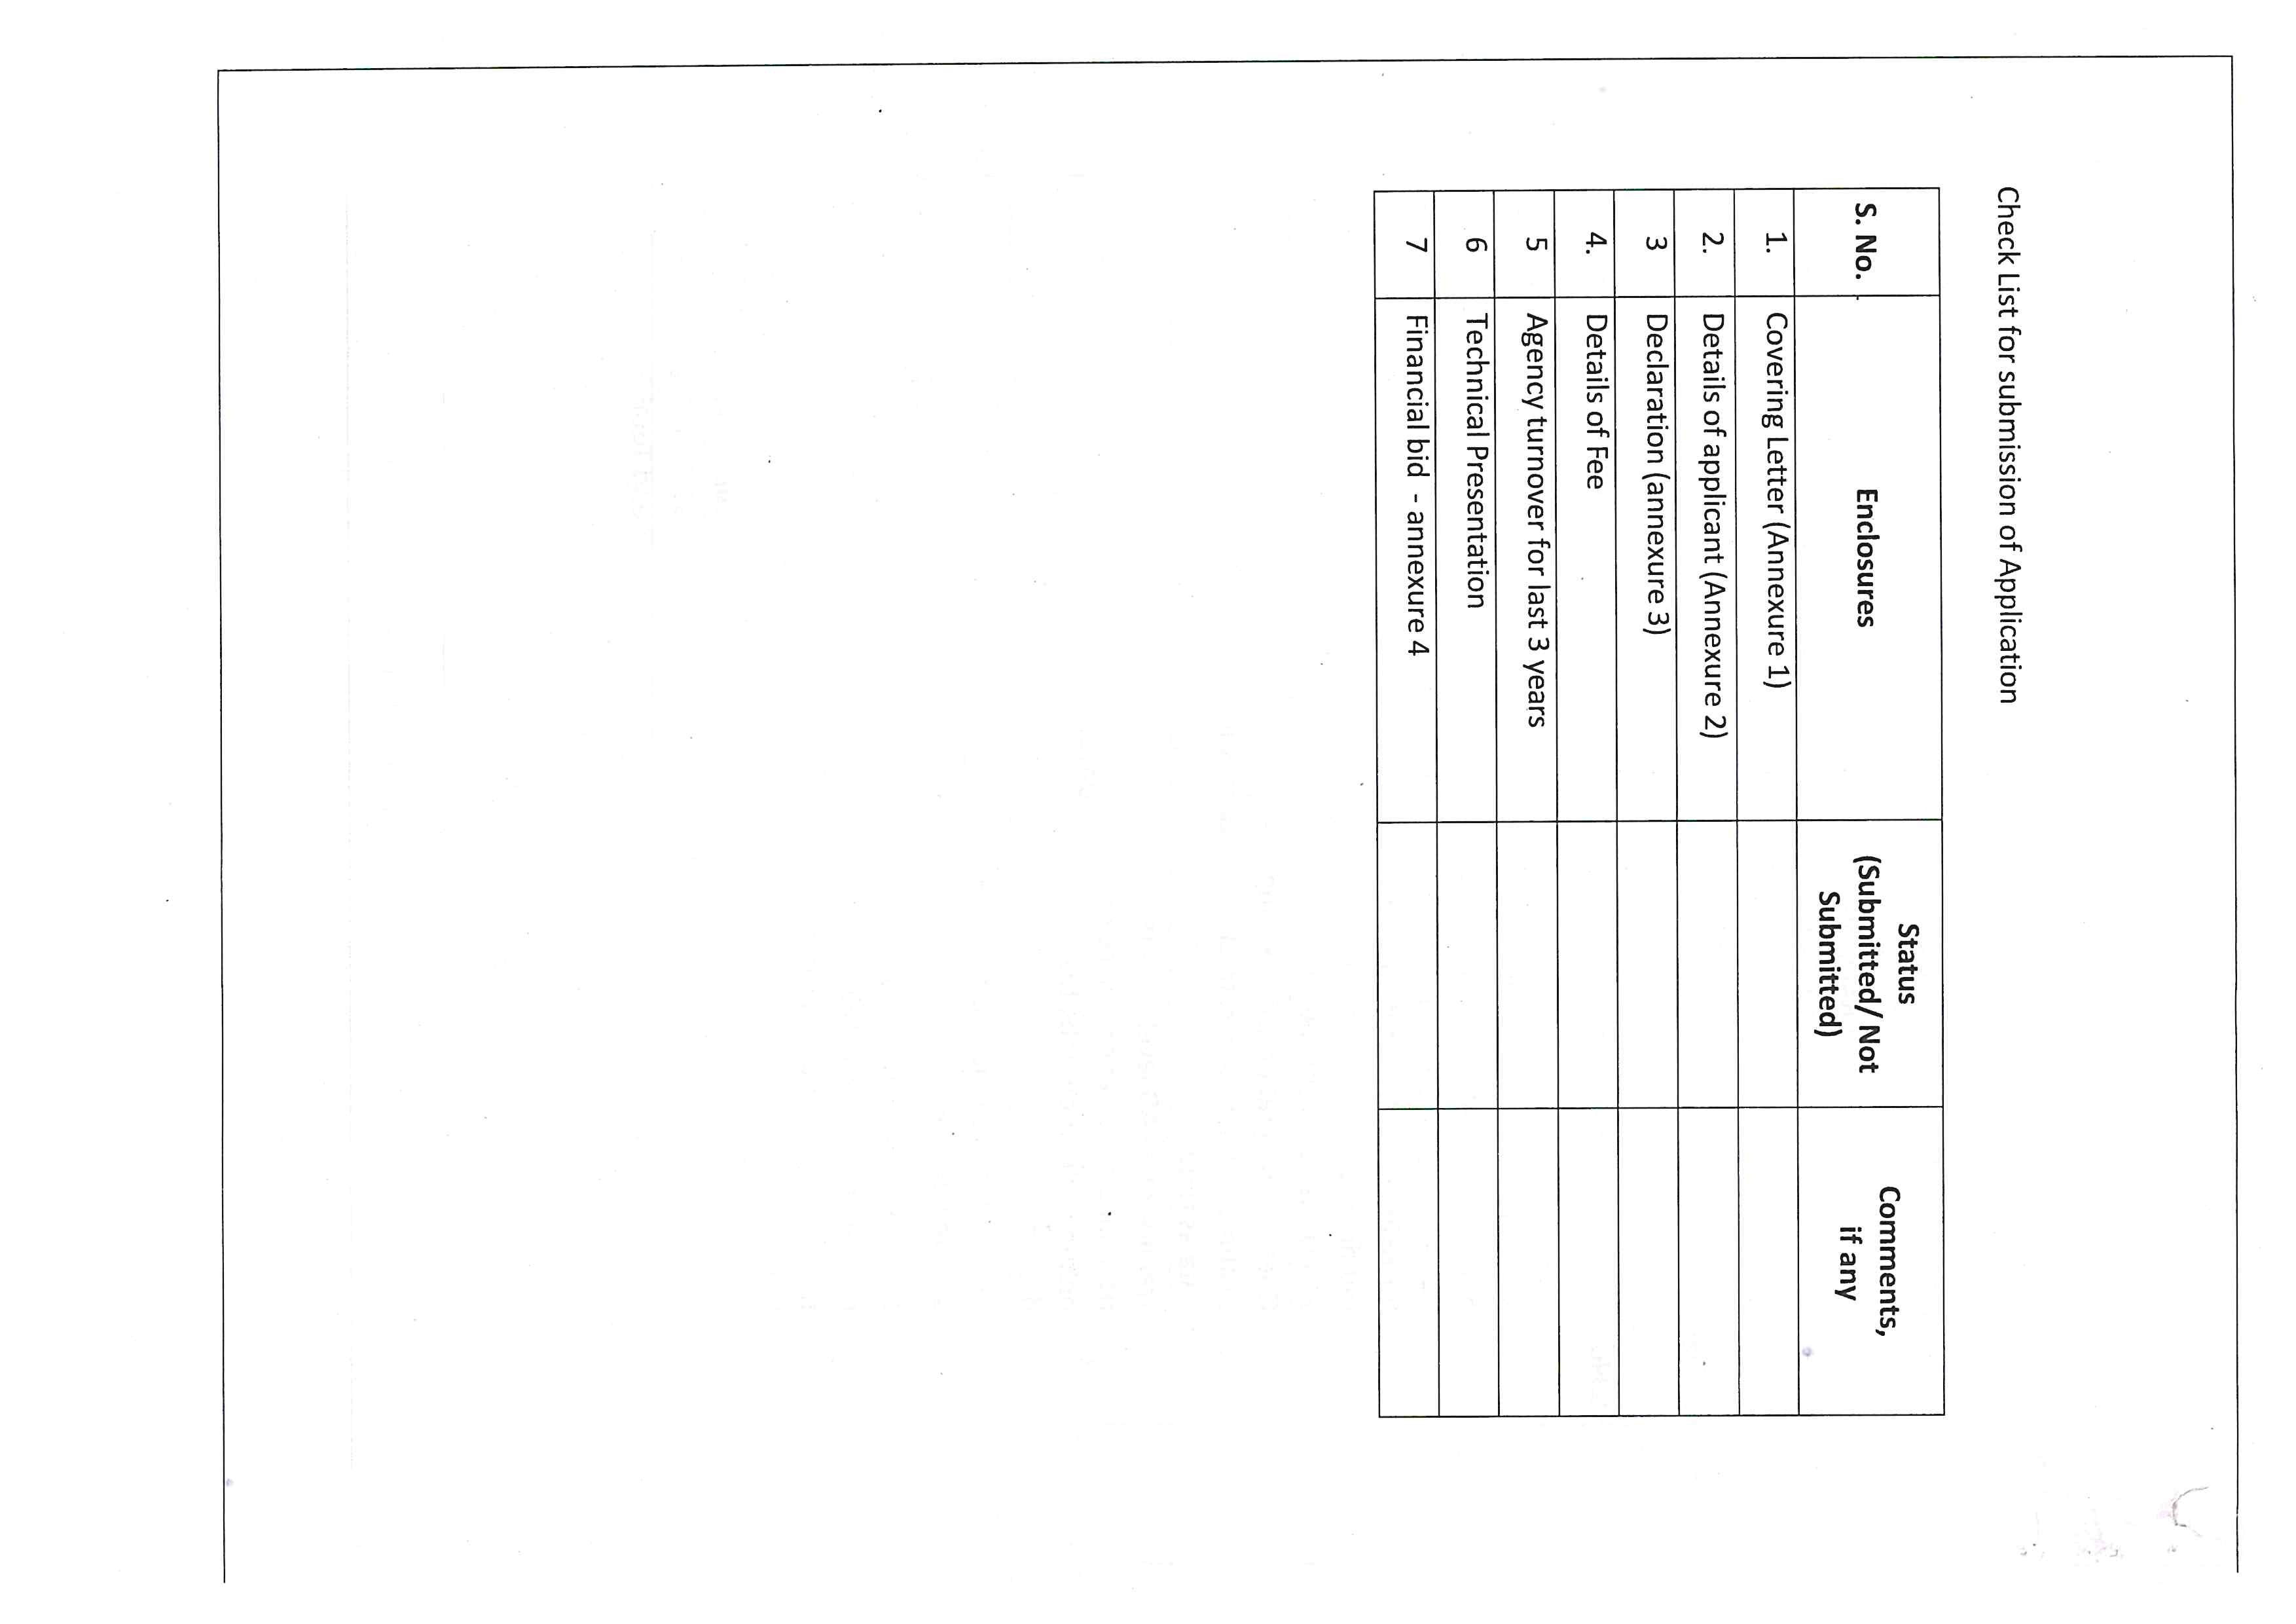 Check List for submission of Application
S. No.
Enclosures
Status
(Submitted/ Not
Submitted)
Comments,
if any
1. Covering Letter (Annexure 1)
2. Details of applicant (Annexure 2)
3 Declaration (annexure 3)
4. Details of Fee
5 Agency turnover for last 3 years
6 Technical Presentation
7 Financial bid - annexure 4